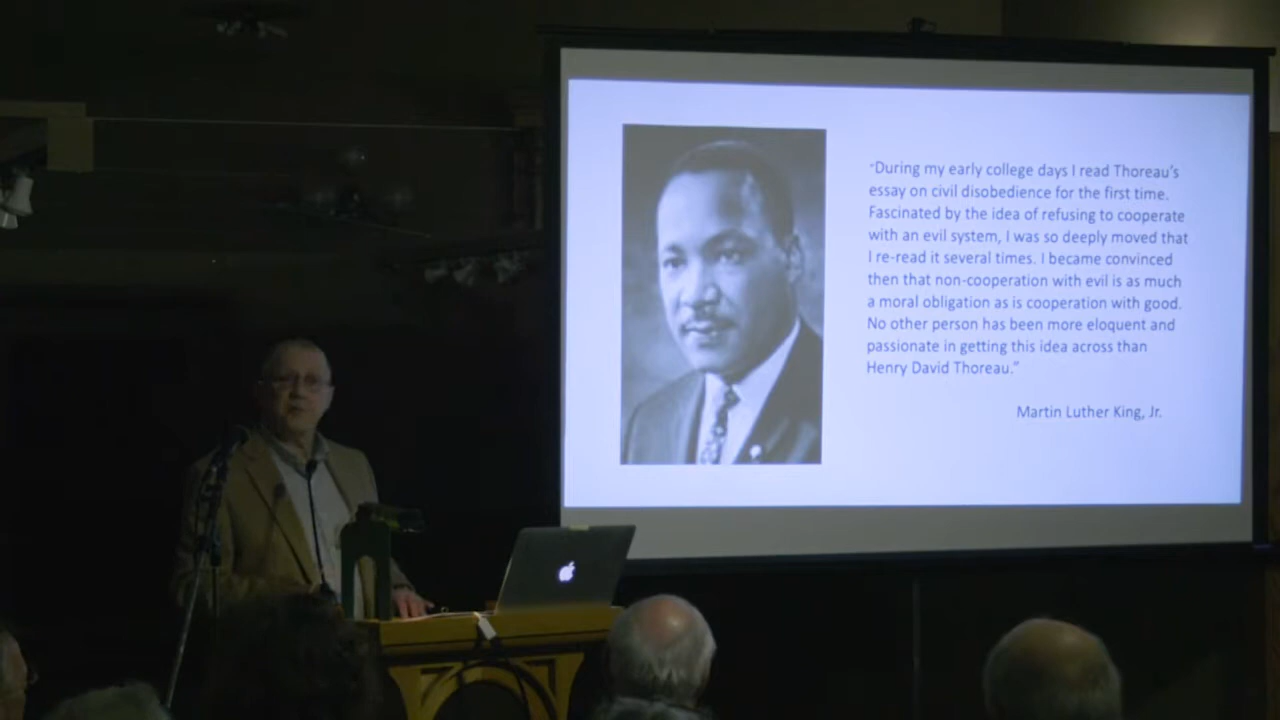 "During my early college days I read Thoreau's
essay on civil disobedience for the first time.
Fascinated by the idea of refusing to cooperate
with an evil system, I was so deeply moved that
I re-read it several times. I became convinced
then that non-cooperation with evil is as much
a moral obligation as is cooperation with good.
No other person has been more eloquent and
passionate in getting this idea across than
Henry David Thoreau."
Martin Luther King, Jr.